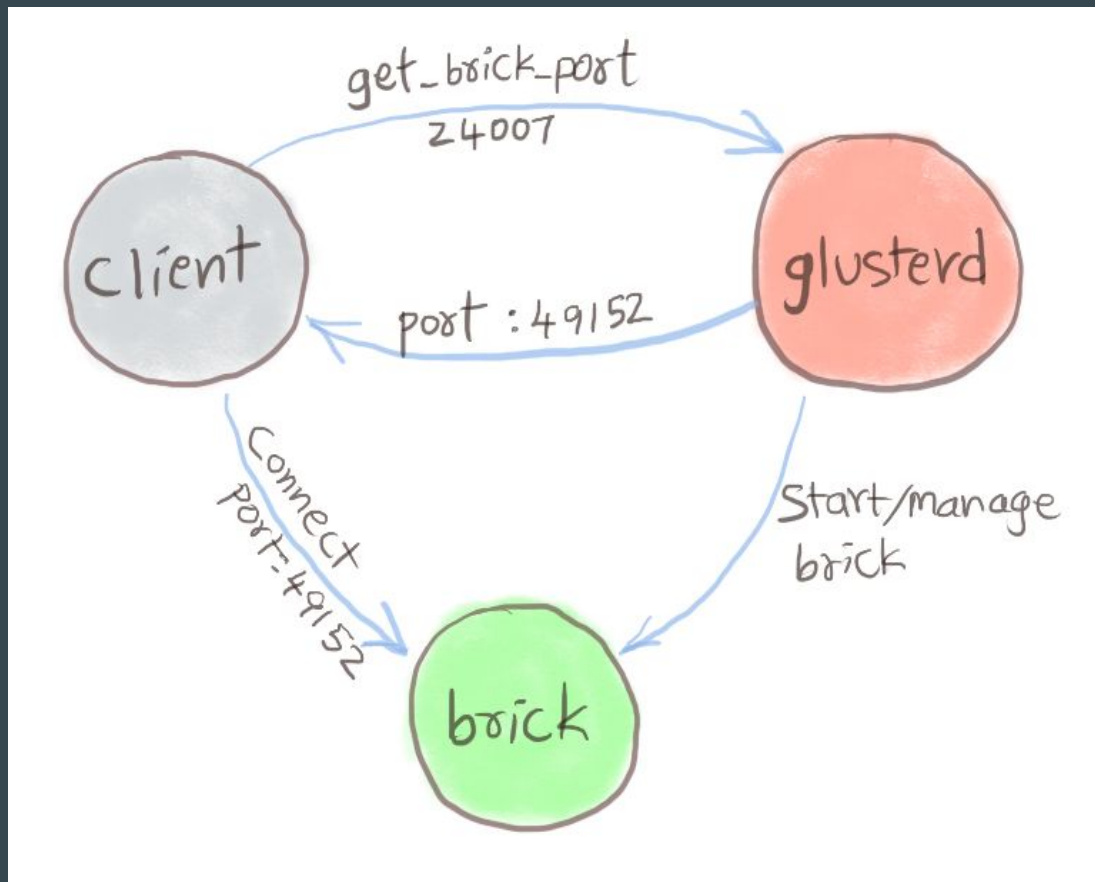 get_brick_port
24007
client
glusterd
port : 49152
Connect
port=49152
Start/manage
brick
brick